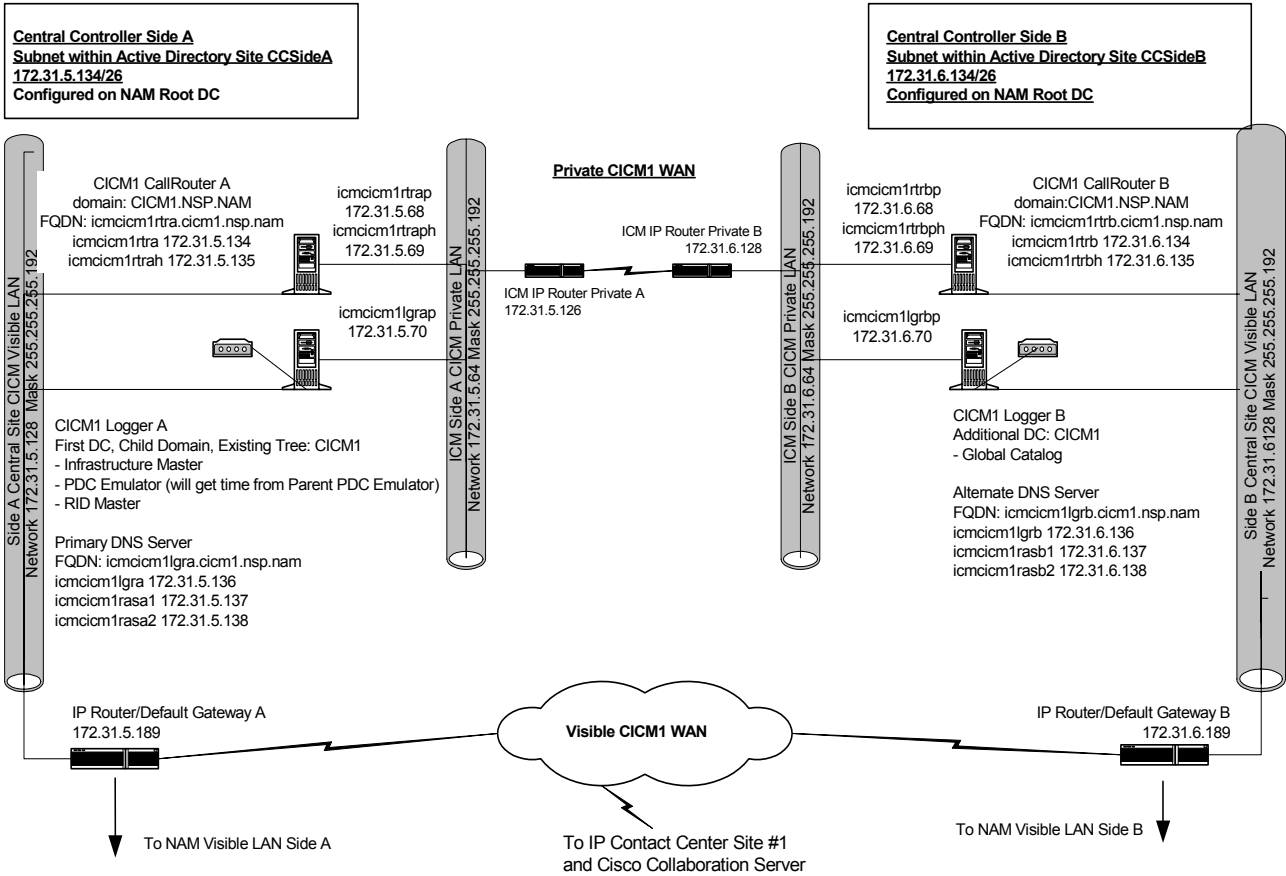 Central Controller Side A
Subnet within Active Directory Site CCSideA
172.31.5.134/26
Configured on NAM Root DC
Central Controller Side B
Subnet within Active Directory Site CCSideB
172.31.6.134/26
Configured on NAM Root DC
Side A Central Site CICM Visible LAN
Network 172.31.5.128 Mask 255.255.255.192
CICM1 CallRouter A
domain: CICM1.NSP.NAM
FQDN: icmcicm1rtra.cicm1.nsp.nam
icmcicm1rtra 172.31.5.134
icmcicm1rtrah 172.31.5.135
icmcicm1rtrap
172.31.5.68
icmcicm1rtraph
172.31.5.69
icmcicm1lgrap
172.31.5.70
ICM Side A CICM Private LAN
Network 172.31.5.64 Mask 255.255.255.192
Private CICM1 WAN
ICM IP Router Private B
172.31.6.128
ICM IP Router Private A
172.31.5.126
ICM Side B CICM Private LAN
Network 172.31.6.64 Mask 255.255.255.192
icmcicm1rtrbp
172.31.6.68
icmcicm1rtrbph
172.31.6.69
icmcicm1lgrbp
172.31.6.70
CICM1 CallRouter B
domain:CICM1.NSP.NAM
FQDN: icmcicm1rtrb.cicm1.nsp.nam
icmcicm1rtrb 172.31.6.134
icmcicm1rtrbh 172.31.6.135
Side B Central Site CICM Visible LAN
Network 172.31.6128 Mask 255.255.255.192
CICM1 Logger A
First DC, Child Domain, Existing Tree: CICM1
- Infrastructure Master
- PDC Emulator (will get time from Parent PDC Emulator)
- RID Master
Primary DNS Server
FQDN: icmcicm1lgra.cicm1.nsp.nam
icmcicm1lgra 172.31.5.136
icmcicm1rasa1 172.31.5.137
icmcicm1rasa2 172.31.5.138
CICM1 Logger B
Additional DC: CICM1
- Global Catalog
Alternate DNS Server
FQDN: icmcicm1lgrb.cicm1.nsp.nam
icmcicm1lgrb 172.31.6.136
icmcicm1rasb1 172.31.6.137
icmcicm1rasb2 172.31.6.138
IP Router/Default Gateway A
172.31.5.189
Visible CICM1 WAN
IP Router/Default Gateway B
172.31.6.189
To NAM Visible LAN Side A
To IP Contact Center Site #1
and Cisco Collaboration Server
To NAM Visible LAN Side B